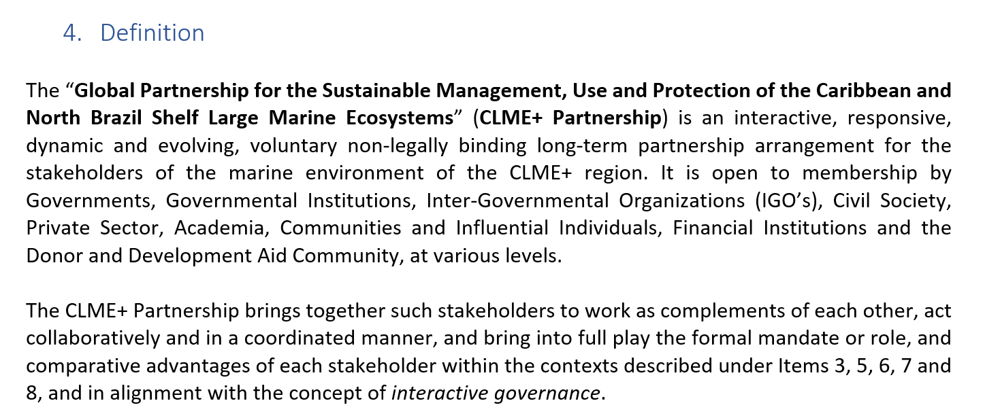 4. Definition
The “Global Partnership for the Sustainable Management, Use and Protection of the Caribbean and
North Brazil Shelf Large Marine Ecosystems” (CLME+ Partnership) is an interactive, responsive,
dynamic and evolving, voluntary non-legally binding long-term partnership arrangement for the
stakeholders of the marine environment of the CLME+ region. It is open to membership by
Governments, Governmental Institutions, Inter-Governmental Organizations (IGO’s), Civil Society,
Private Sector, Academia, Communities and Influential Individuals, Financial Institutions and the
Donor and Development Aid Community, at various levels.
The CLME+ Partnership brings together such stakeholders to work as complements of each other, act
collaboratively and in a coordinated manner, and bring into full play the formal mandate or role, and
comparative advantages of each stakeholder within the contexts described under Items 3, 5, 6, 7 and
8, and in alignment with the concept of interactive governance.